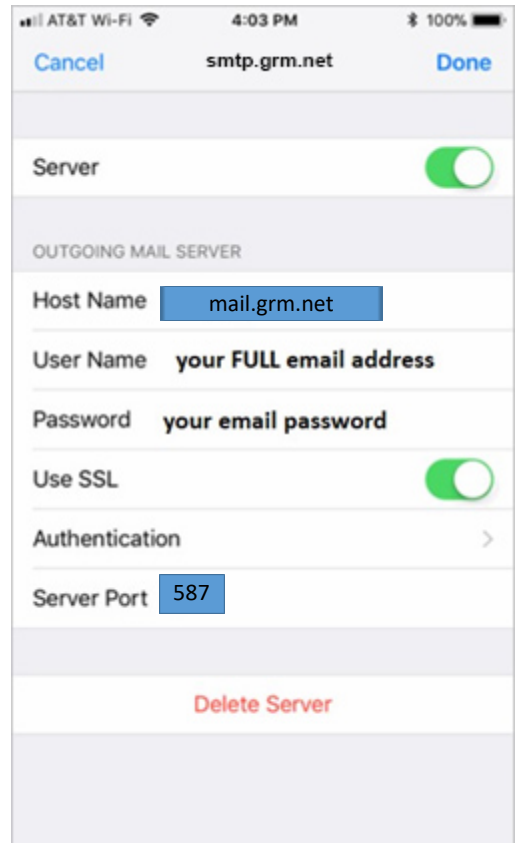 AT&T Wi-Fi 4:03 PM 100%
Cancel smtp.grm.net Done
Server
OUTGOING MAIL SERVER
Host Name mail.grm.net
User Name your FULL email address
Password your email password
Use SSL
Authentication
Server Port 587
Delete Server